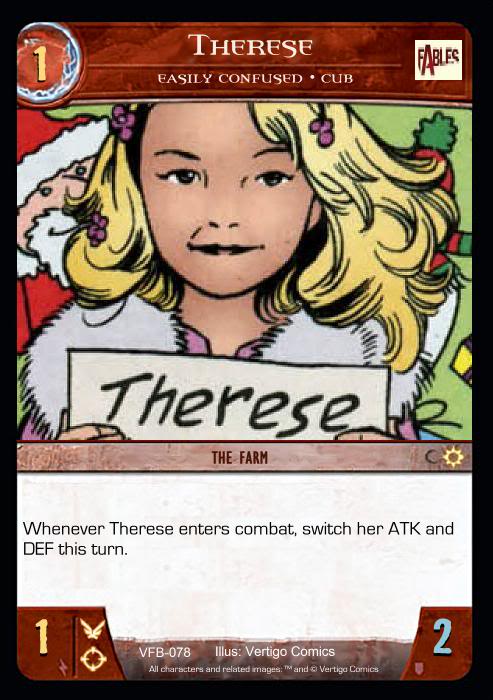 1
THERESE
FABLES
EASILY CONFUSED • CUB
Therese
THE FARM
Whenever Therese enters combat, switch her ATK and
DEF this turn.
1
2
VFB-078 Illus: Vertigo Comics
All characters and related images: ™ and © Vertigo Comics